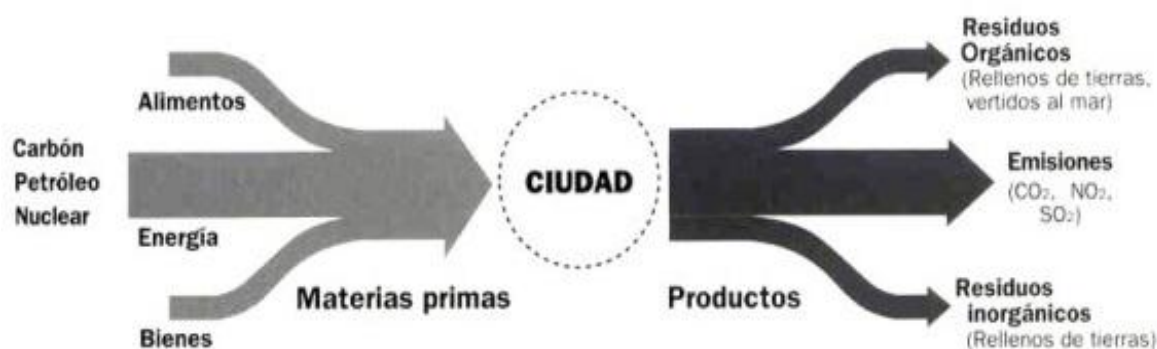 Alimentos
Carbón
Petróleo
Nuclear
Energía
Bienes
Materias primas
CIUDAD
Productos
Residuos
Orgánicos
(Rellenos de tierras,
vertidos al mar)
Emisiones
(CO₂, NO₂,
SO₂)
Residuos
inorgánicos
(Rellenos de tierras)